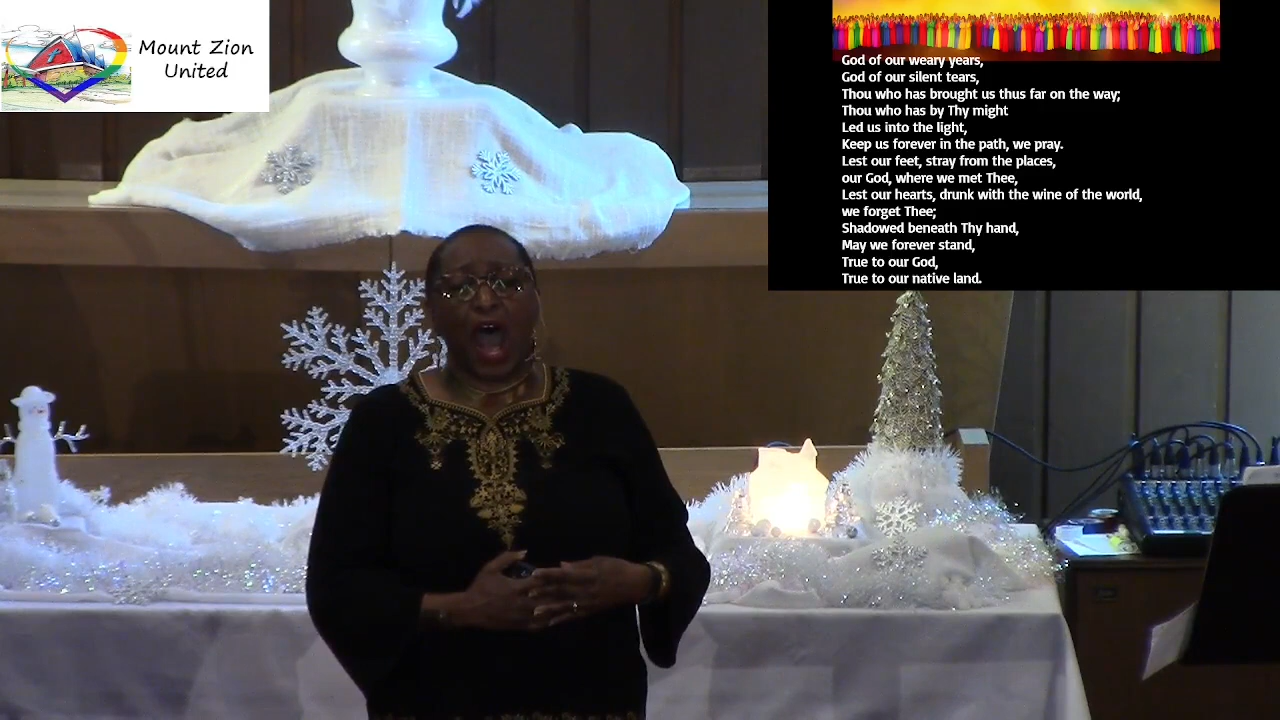 Mount Zion
United
God of our weary years,
God of our silent tears,
Thou who has brought us thus far on the way;
Thou who has by Thy might
Led us into the light,
Keep us forever in the path, we pray.
Lest our feet, stray from the places,
our God, where we met Thee,
Lest our hearts, drunk with the wine of the world,
we forget Thee;
Shadowed beneath Thy hand,
May we forever stand,
True to our God,
True to our native land.